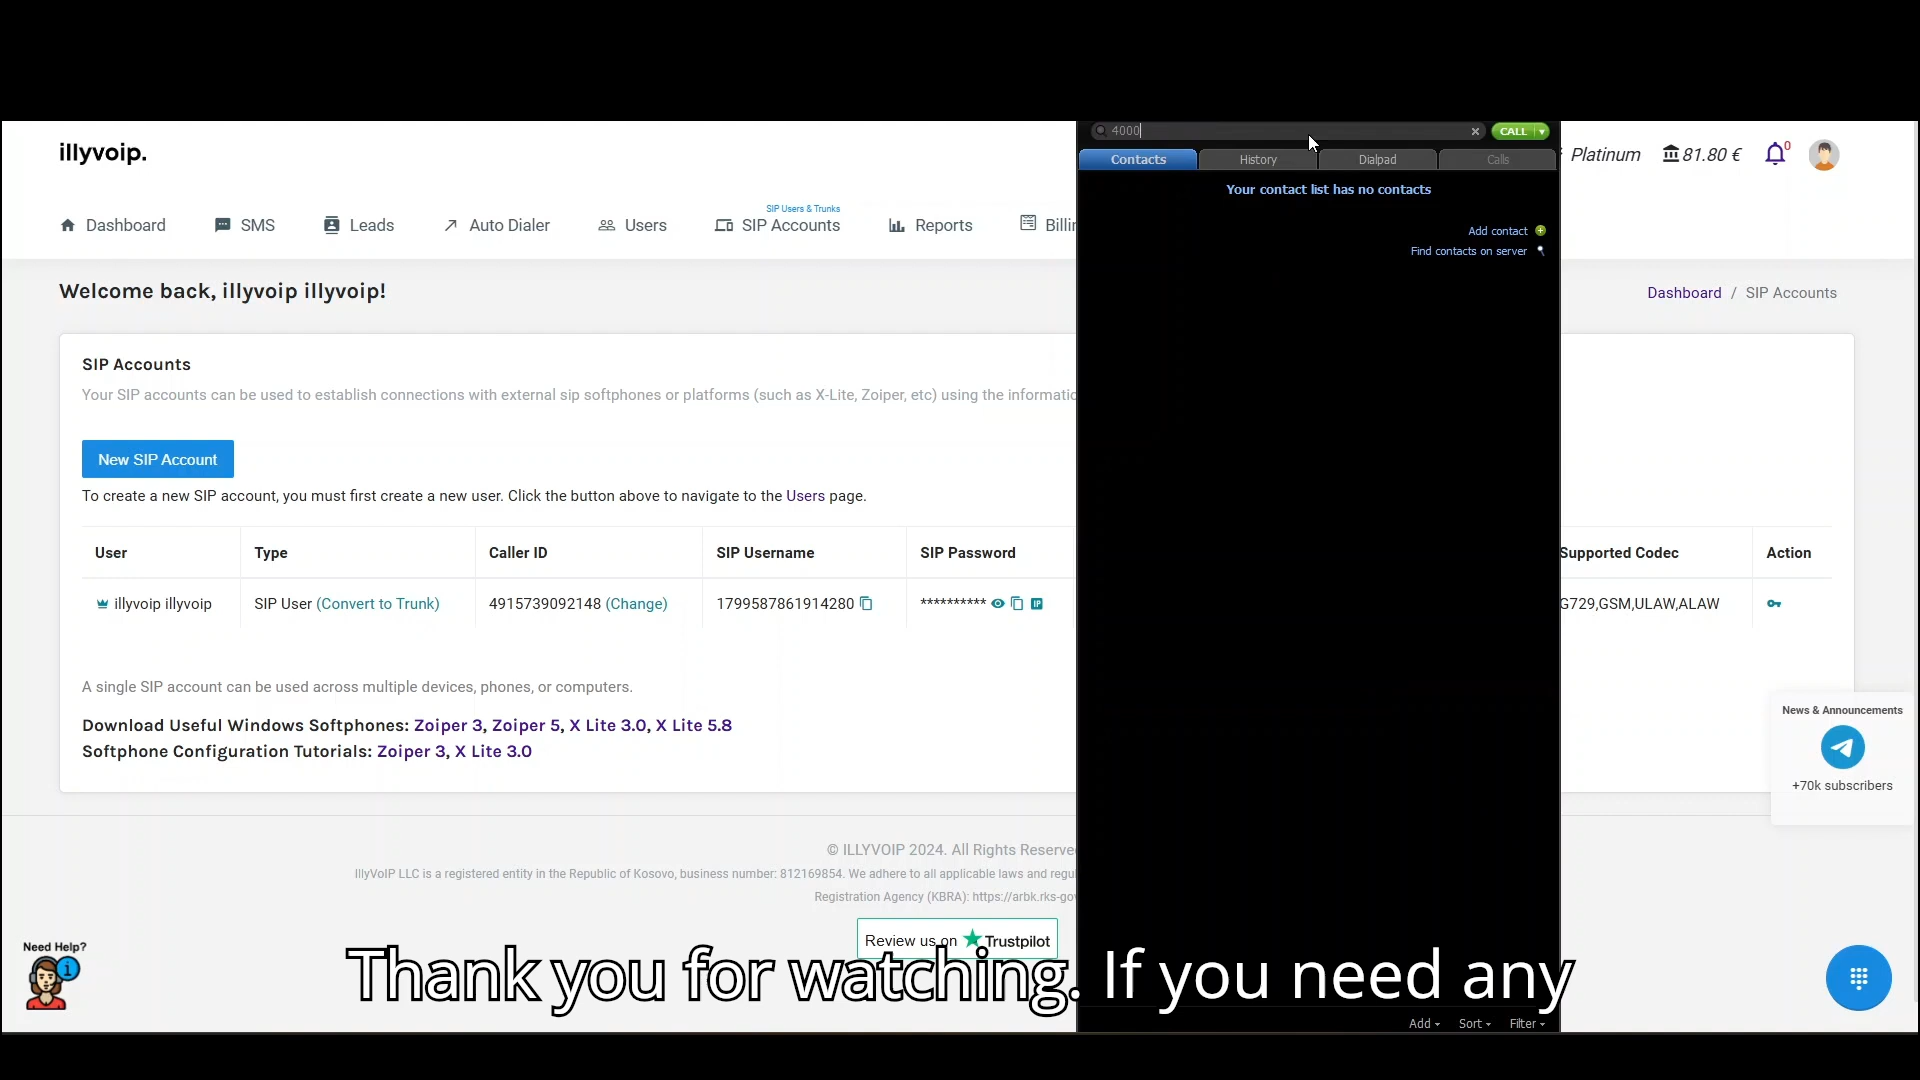 illyvoip.
4000
CALL
Platinum
81.80 €
0
Contacts
History
Dialpad
Calls
Your contact list has no contacts
Add contact
Find contacts on server
Dashboard
SMS
Leads
Auto Dialer
Users
SIP Users & Trunks
SIP Accounts
Reports
Billin
Welcome back, illyvoip illyvoip!
Dashboard / SIP Accounts
SIP Accounts
Your SIP accounts can be used to establish connections with external sip softphones or platforms (such as X-Lite, Zoiper, etc) using the informatio
New SIP Account
To create a new SIP account, you must first create a new user. Click the button above to navigate to the Users page.
User Type Caller ID SIP Username SIP Password Supported Codec Action
illyvoip illyvoip SIP User (Convert to Trunk) 4915739092148 (Change) 1799587861914280 ********** G729,GSM,ULAW,ALAW
A single SIP account can be used across multiple devices, phones, or computers.
Download Useful Windows Softphones: Zoiper 3, Zoiper 5, X Lite 3.0, X Lite 5.8
Softphone Configuration Tutorials: Zoiper 3, X Lite 3.0
News & Announcements
+70k subscribers
© ILLYVOIP 2024. All Rights Reserve
IllyVoIP LLC is a registered entity in the Republic of Kosovo, business number: 812169854. We adhere to all applicable laws and regu
Registration Agency (KBRA): https://arbk.rks-gov
Need Help?
Review us on Trustpilot
Thank you for watching. If you need any
Add
Sort
Filter